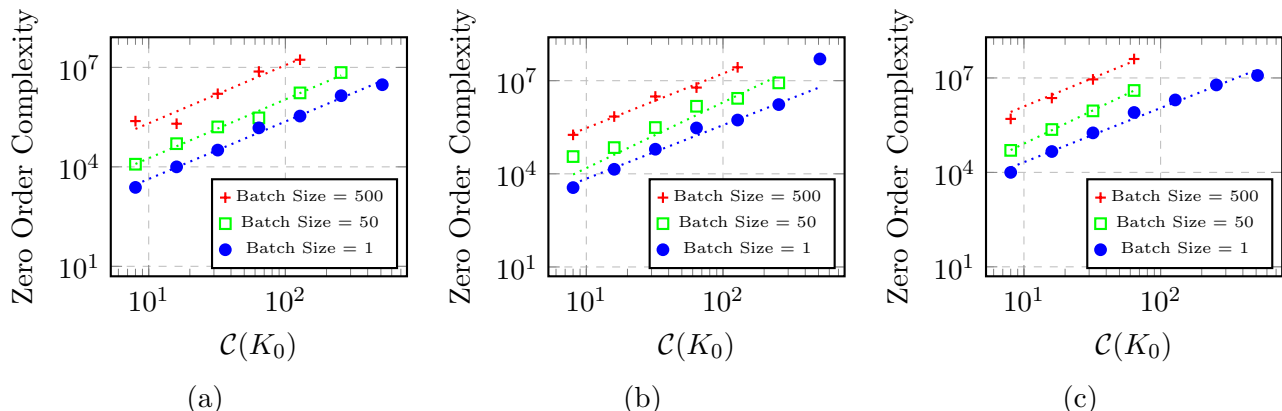 Zero Order Complexity
10^7
10^4
10^1
Batch Size = 500
Batch Size = 50
Batch Size = 1
10^1 10^2
𝒞(K_0)
(a)
Zero Order Complexity
10^7
10^4
10^1
Batch Size = 500
Batch Size = 50
Batch Size = 1
10^1 10^2
𝒞(K_0)
(b)
Zero Order Complexity
10^7
10^4
10^1
Batch Size = 500
Batch Size = 50
Batch Size = 1
10^1 10^2
𝒞(K_0)
(c)